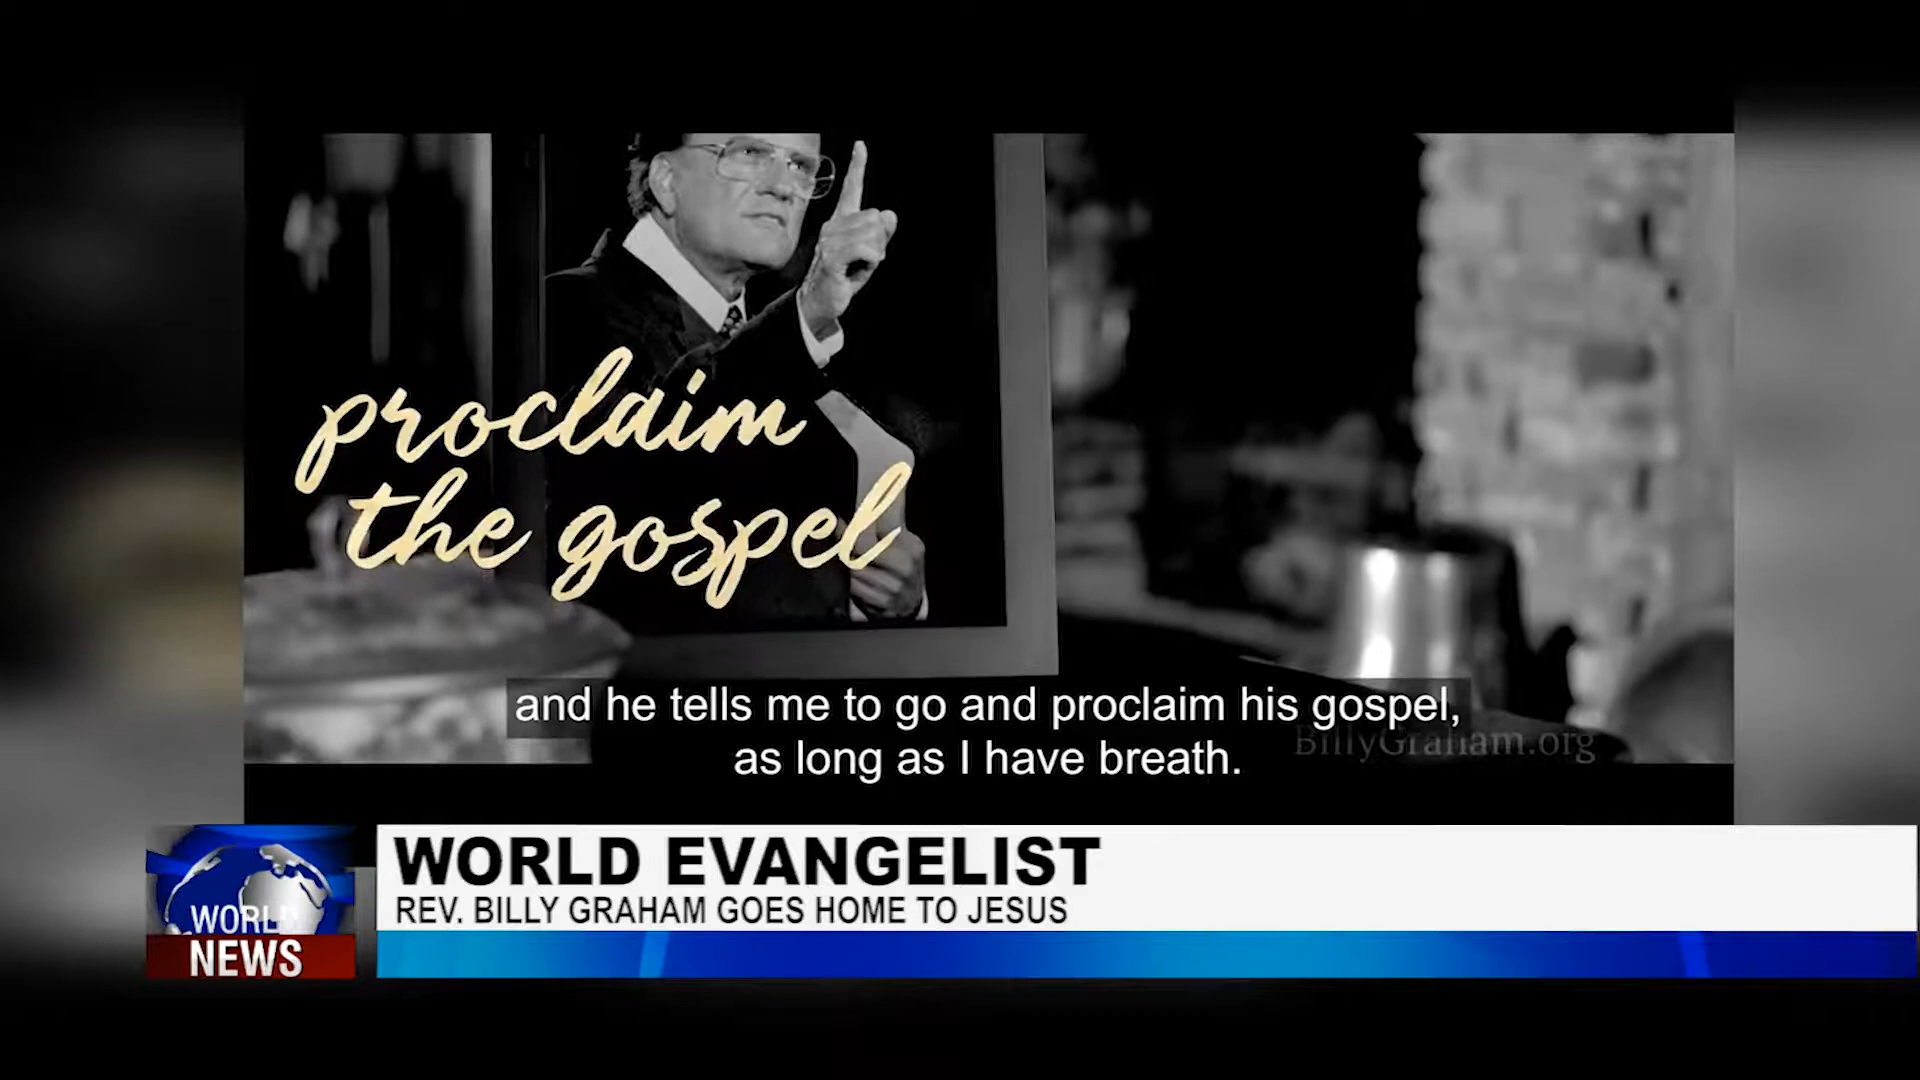 proclaim
the gospel
and he tells me to go and proclaim his gospel,
as long as I have breath.
BillyGraham.org
WORLD EVANGELIST
REV. BILLY GRAHAM GOES HOME TO JESUS
WORLD
NEWS